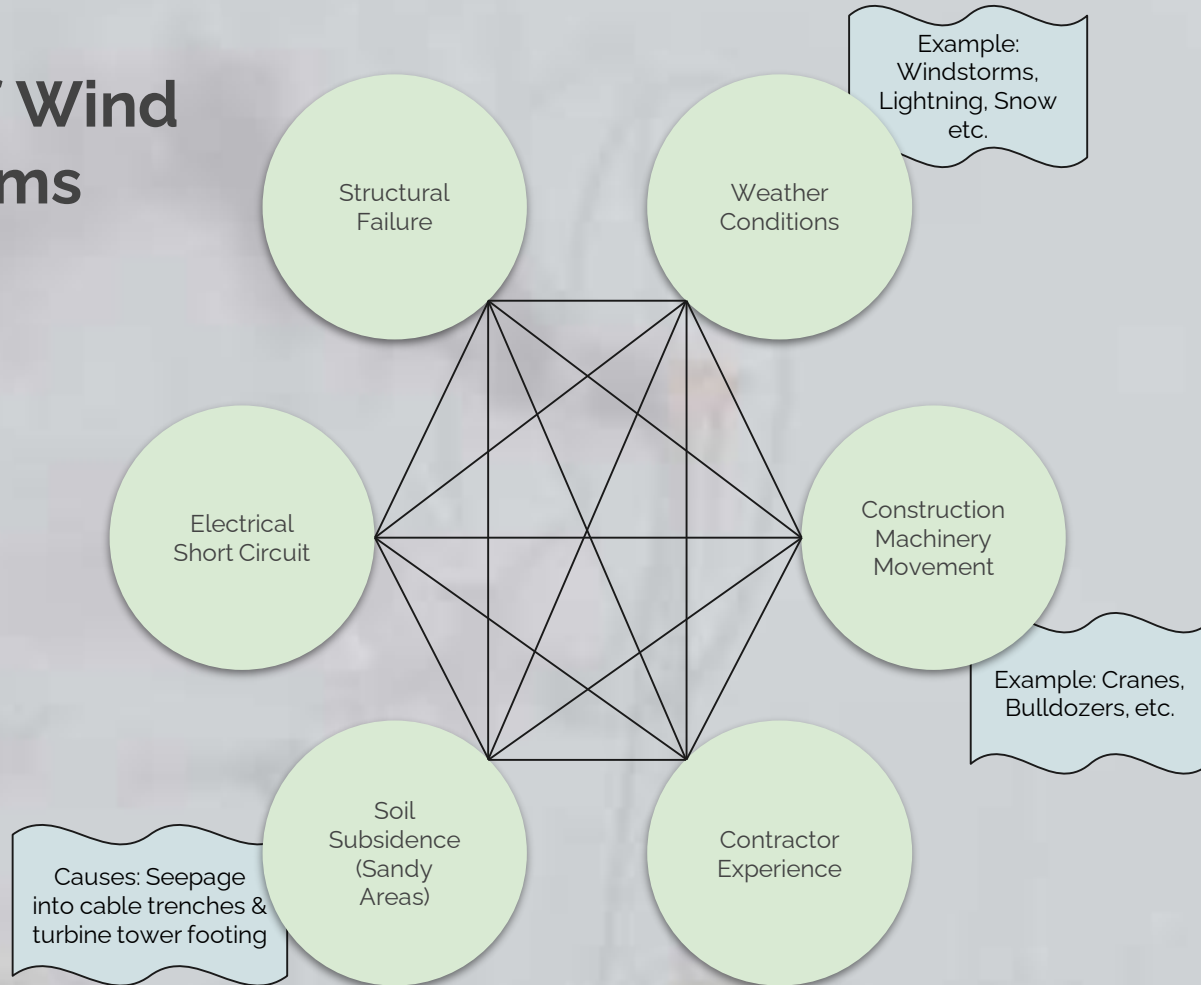 Wind
ms
Example:
Windstorms,
Lightning, Snow
etc.
Structural
Failure
Weather
Conditions
Electrical
Short Circuit
Construction
Machinery
Movement
Example: Cranes,
Bulldozers, etc.
Soil
Subsidence
(Sandy
Areas)
Contractor
Experience
Causes: Seepage
into cable trenches &
turbine tower footing